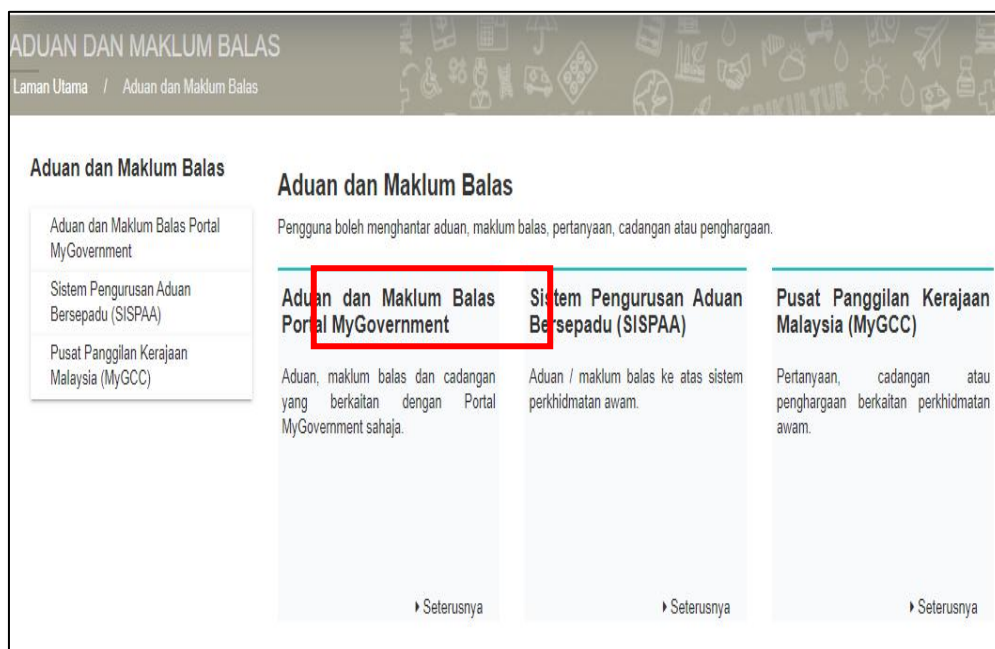 ADUAN DAN MAKLUM BALAS
Laman Utama / Aduan dan Maklum Balas
AGRIKULTUR
Aduan dan Maklum Balas
Aduan dan Maklum Balas Portal
MyGovernment
Sistem Pengurusan Aduan
Bersepadu (SISPAA)
Pusat Panggilan Kerajaan
Malaysia (MyGCC)
Aduan dan Maklum Balas
Pengguna boleh menghantar aduan, maklum balas, pertanyaan, cadangan atau penghargaan.
Aduan dan Maklum Balas
Portal MyGovernment
Aduan, maklum balas dan cadangan
yang berkaitan dengan Portal
MyGovernment sahaja.
Seterusnya
Sistem Pengurusan Aduan
Bersepadu (SISPAA)
Aduan / maklum balas ke atas sistem
perkhidmatan awam.
Seterusnya
Pusat Panggilan Kerajaan
Malaysia (MyGCC)
Pertanyaan, cadangan atau
penghargaan berkaitan perkhidmatan
awam.
Seterusnya